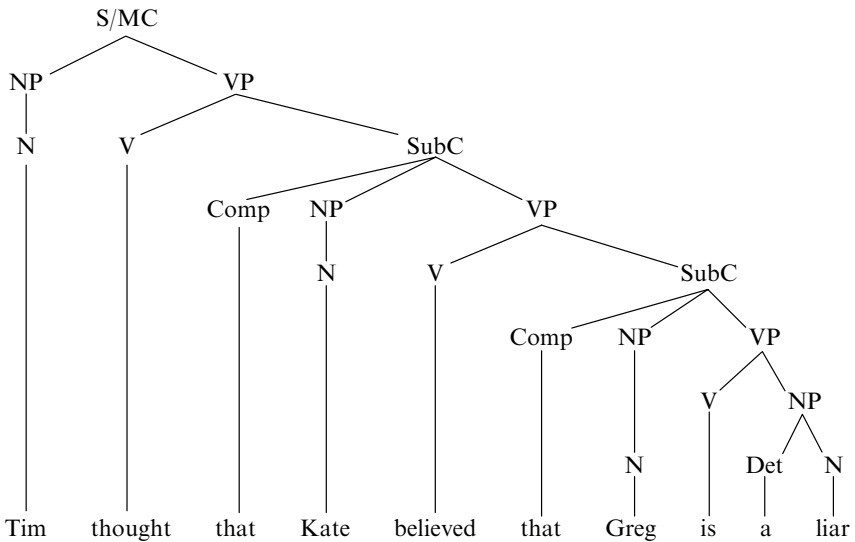 S/MC
NP VP
N V SubC
Comp NP VP
N V SubC
Comp NP VP
V NP
N Det N
Tim thought that Kate believed that Greg is a liar